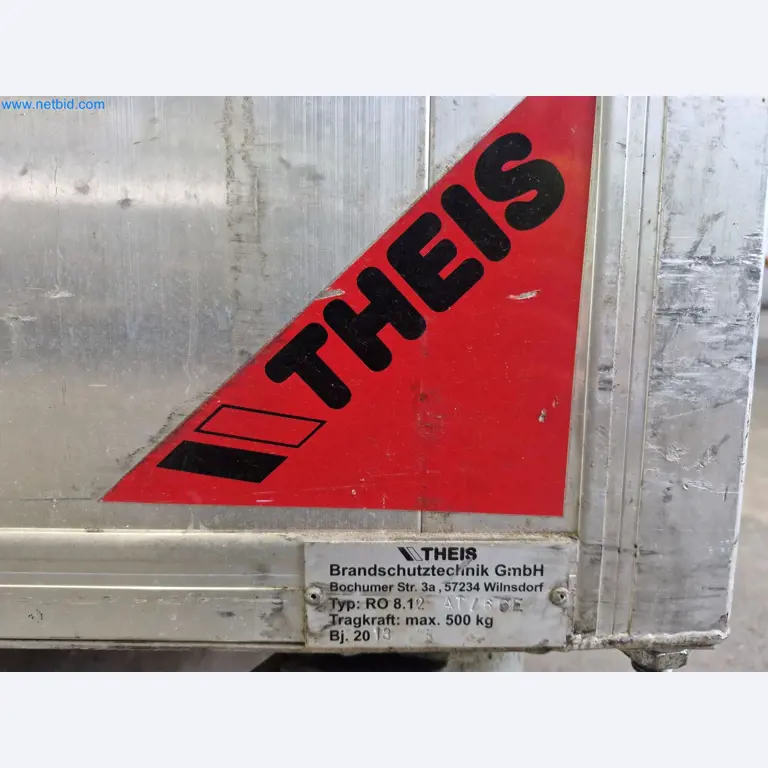 www.netbid.com
THEIS
THEIS
Brandschutztechnik GmbH
Bochumer Str. 3a, 57234 Wilnsdorf
Typ: RO 8.12
Tragkraft: max. 500 kg
Bj. 2013